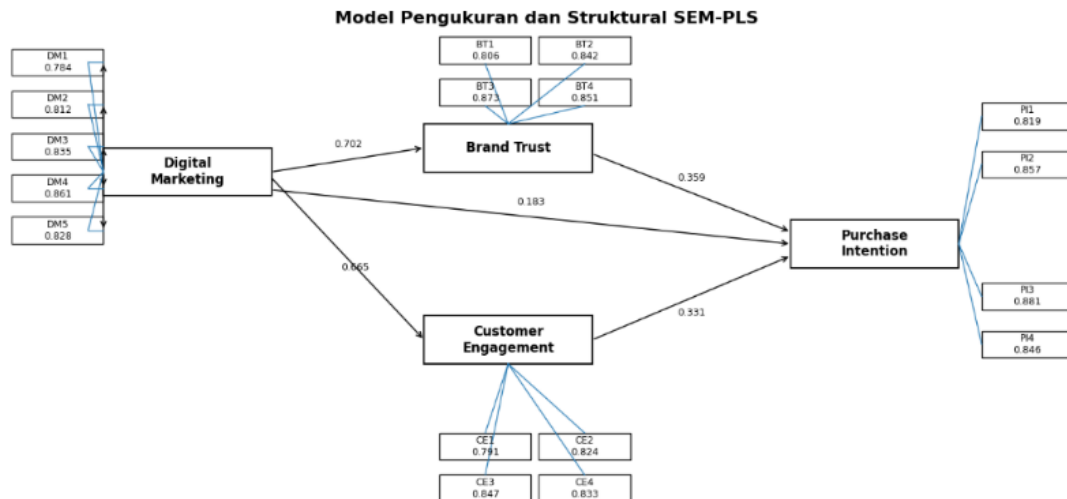 Model Pengukuran dan Struktural SEM-PLS
DM1
0.784
DM2
0.812
DM3
0.835
DM4
0.861
DM5
0.828
Digital
Marketing
BT1
0.806
BT2
0.842
BT3
0.873
BT4
0.851
Brand Trust
0.702
0.183
0.665
0.359
0.331
Customer
Engagement
CE1
0.791
CE2
0.824
CE3
0.847
CE4
0.833
Purchase
Intention
PI1
0.819
PI2
0.857
PI3
0.881
PI4
0.846